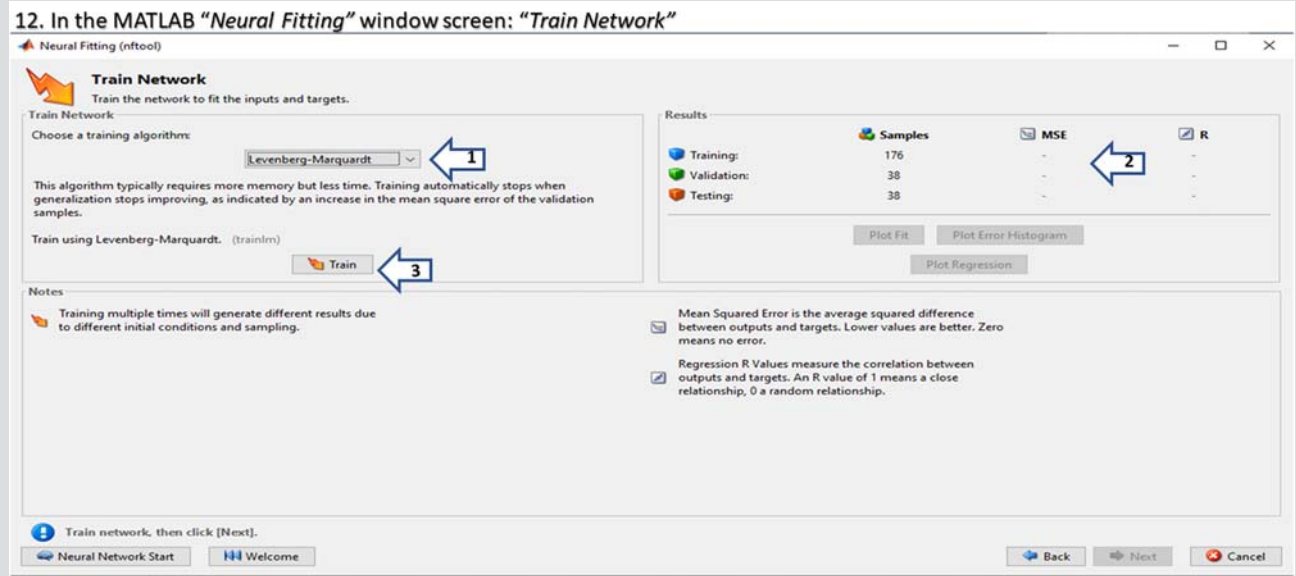 12. In the MATLAB “Neural Fitting” window screen: “Train Network”
Neural Fitting (nftool)
Train Network
Train the network to fit the inputs and targets.
Train Network
Choose a training algorithm:
Levenberg-Marquardt
1
This algorithm typically requires more memory but less time. Training automatically stops when
generalization stops improving, as indicated by an increase in the mean square error of the validation
samples.
Train using Levenberg-Marquardt. (trainlm)
Train
3
Results
Samples MSE R
Training: 176 - -
Validation: 38 - -
Testing: 38 - -
2
Plot Fit Plot Error Histogram
Plot Regression
Notes
Training multiple times will generate different results due
to different initial conditions and sampling.
Mean Squared Error is the average squared difference
between outputs and targets. Lower values are better. Zero
means no error.
Regression R Values measure the correlation between
outputs and targets. An R value of 1 means a close
relationship, 0 a random relationship.
Train network, then click [Next].
Neural Network Start Welcome Back Next Cancel